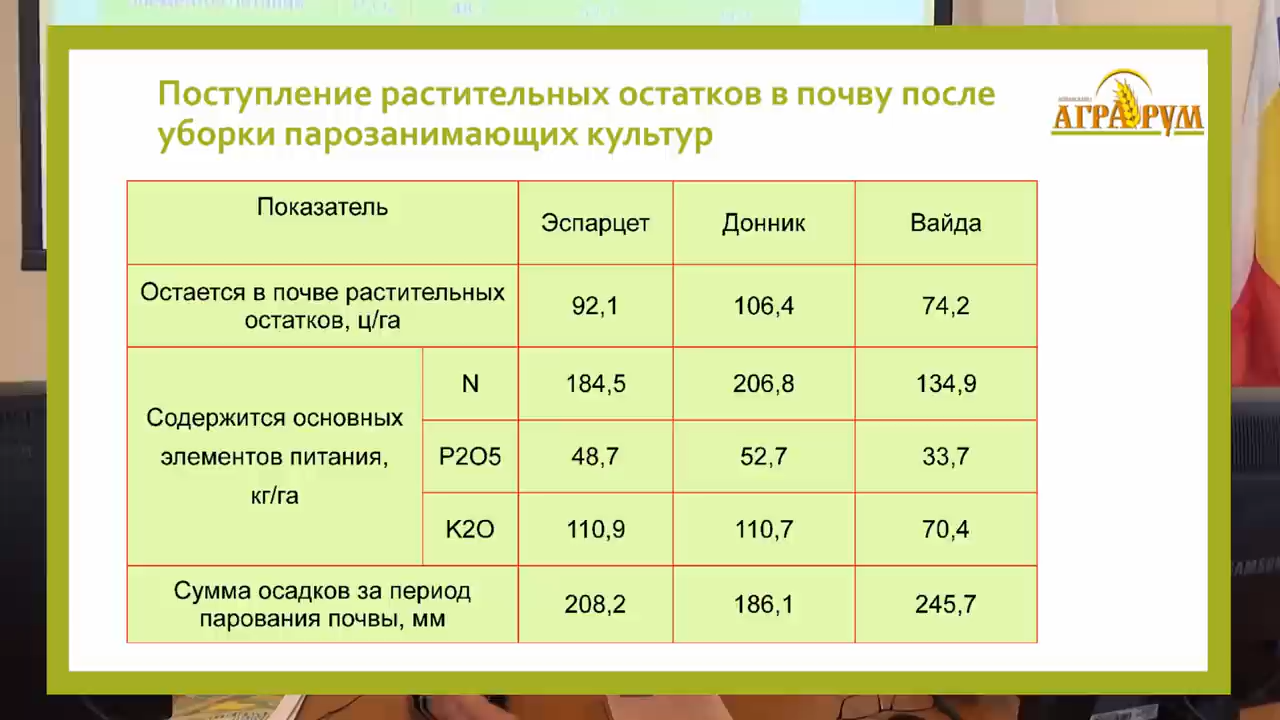 Поступление растительных остатков в почву после
уборки парозанимающих культур
АГРАРУМ
Показатель
Эспарцет
Донник
Вайда
Остается в почве растительных
остатков, ц/га
92,1
106,4
74,2
Содержится основных
элементов питания,
кг/га
N
184,5
206,8
134,9
P2O5
48,7
52,7
33,7
K2O
110,9
110,7
70,4
Сумма осадков за период
парования почвы, мм
208,2
186,1
245,7
SAMSUNG